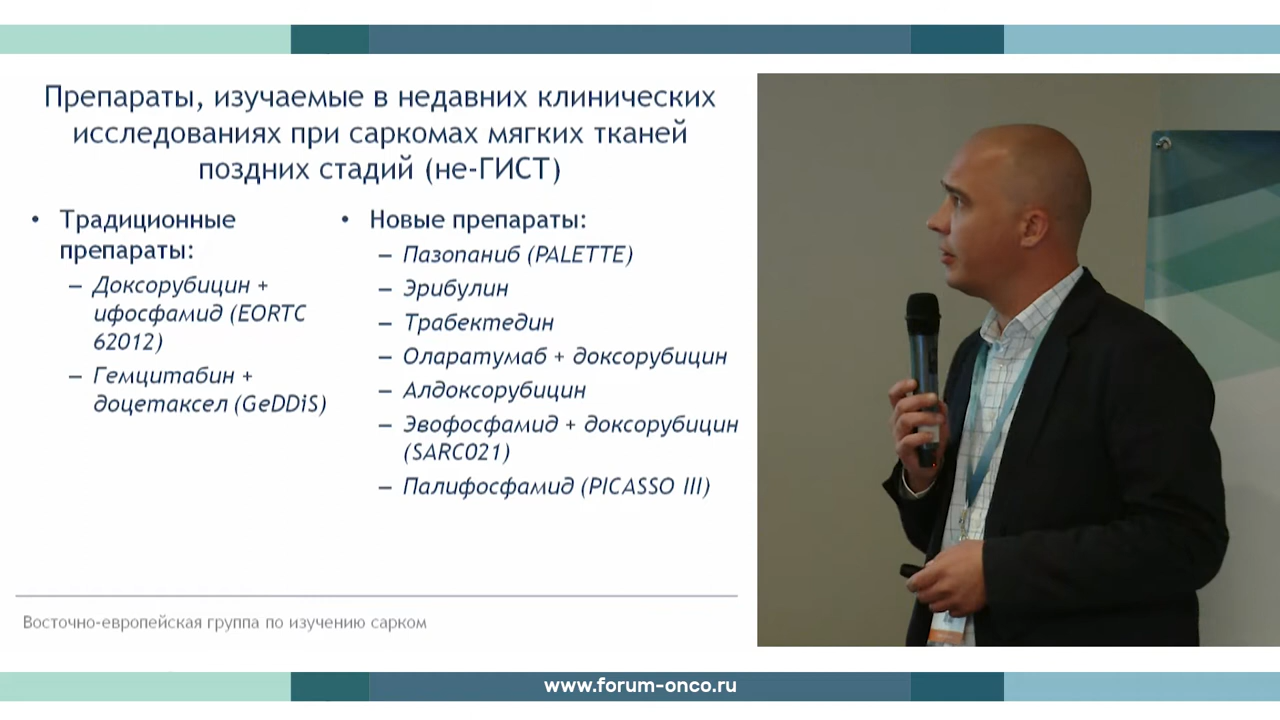 Препараты, изучаемые в недавних клинических
исследованиях при саркомах мягких тканей
поздних стадий (не-ГИСТ)
• Традиционные
препараты:
– Доксорубицин +
ифосфамид (EORTC
62012)
– Гемцитабин +
доцетаксел (GeDDiS)
• Новые препараты:
– Пазопаниб (PALETTE)
– Эрибулин
– Трабектедин
– Оларатумаб + доксорубицин
– Алдоксорубицин
– Эвофосфамид + доксорубицин
(SARC021)
– Палифосфамид (PICASSO III)
Восточно-европейская группа по изучению сарком
www.forum-onco.ru